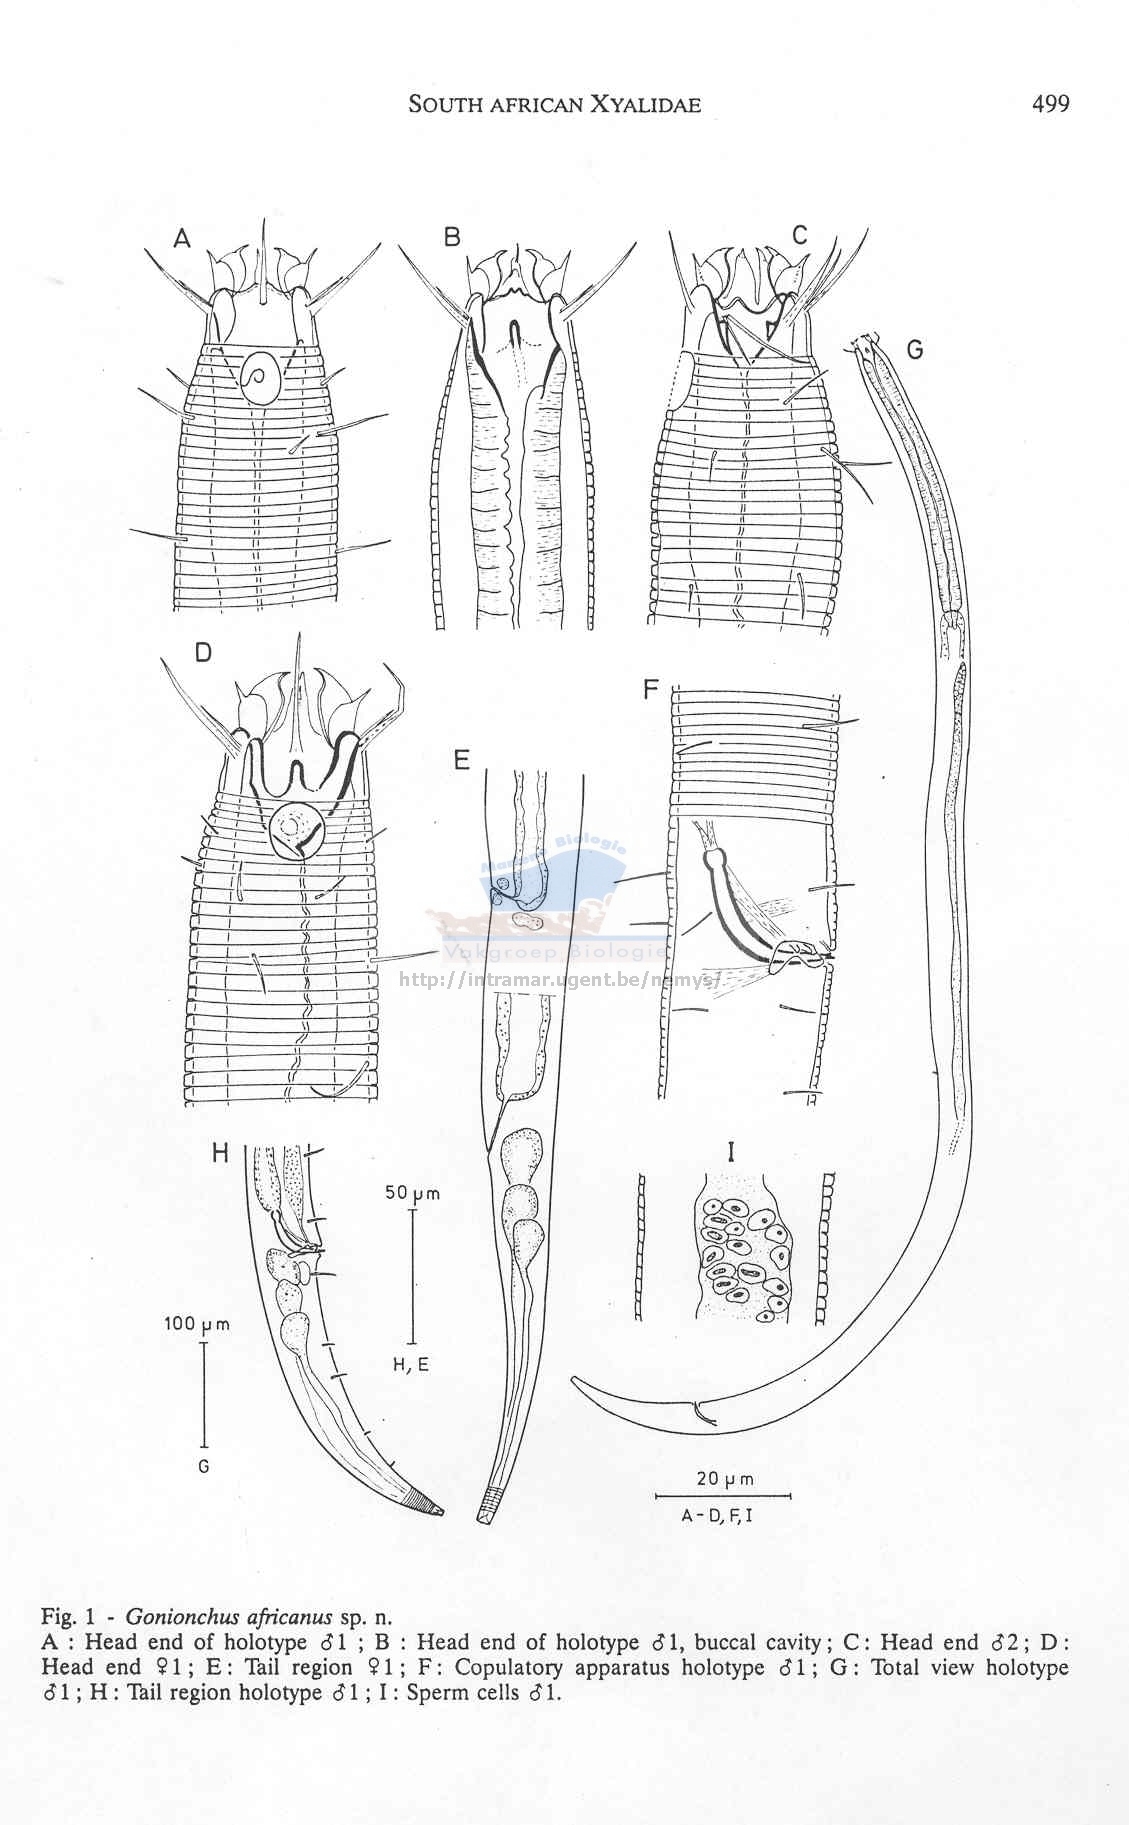 SOUTH AFRICAN XYALIDAE 499
A B C
G
D
F
E
Marine Biologie
Vakgroep Biologie
http://intramar.ugent.be/nemys/
H I
50 µm
H, E
100 µm
G
20 µm
A-D, F, I
Fig. 1 - Gonionchus africanus sp. n.
A : Head end of holotype ♂1 ; B : Head end of holotype ♂1, buccal cavity; C: Head end ♂2; D:
Head end ♀1; E: Tail region ♀1; F: Copulatory apparatus holotype ♂1; G: Total view holotype
♂1; H: Tail region holotype ♂1; I: Sperm cells ♂1.